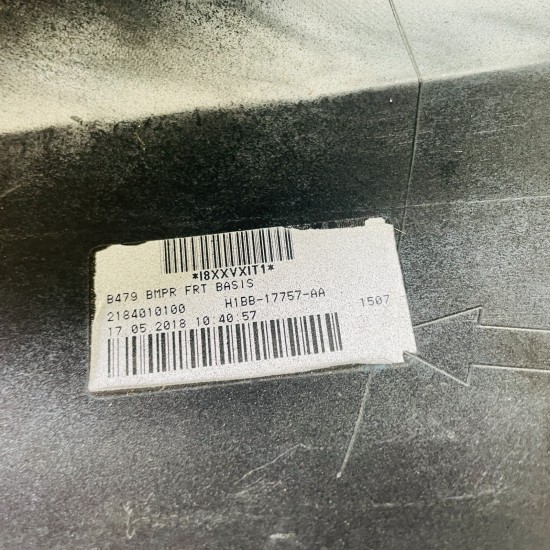 *I8XXVXIT1*
B479 BMPR FRT BASIS
2184010100 H1BB-17757-AA 1507
17.05.2018 10:40:57